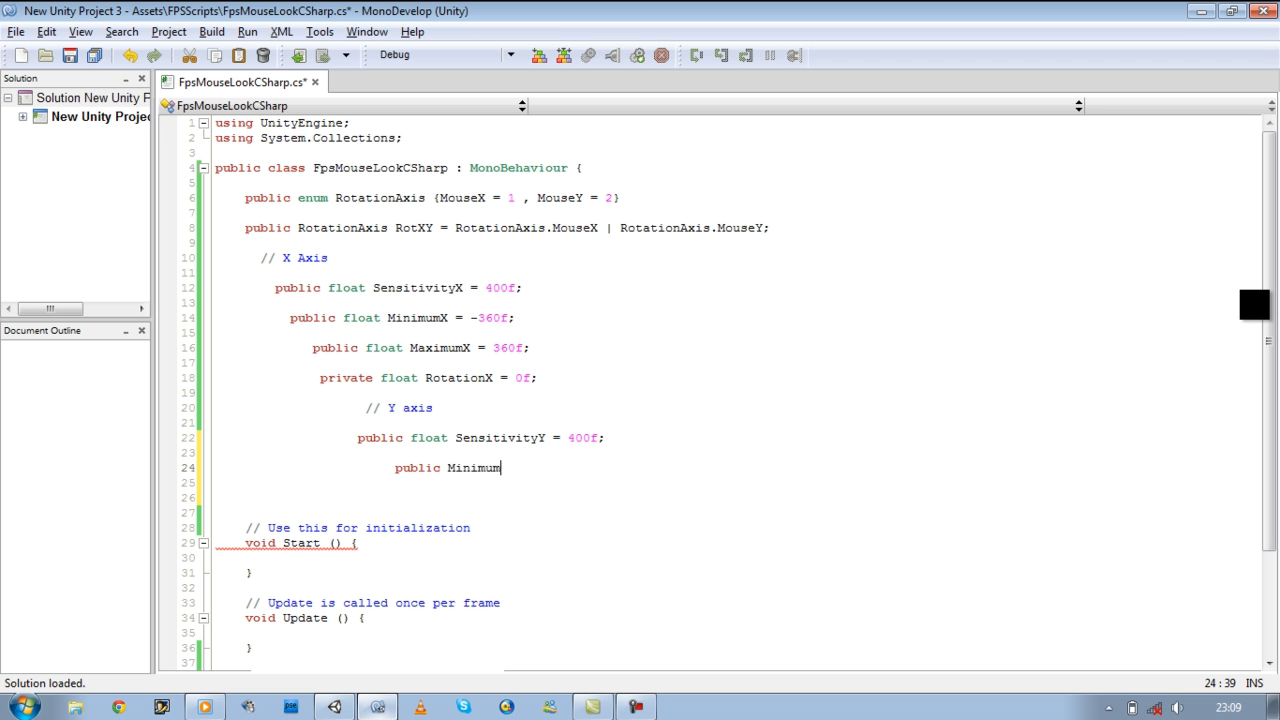 New Unity Project 3 - Assets\FPSScripts\FpsMouseLookCSharp.cs* - MonoDevelop (Unity)
File Edit View Search Project Build Run XML Tools Window Help
Debug
Solution
FpsMouseLookCSharp.cs*
Solution New Unity P
FpsMouseLookCSharp
New Unity Proje
1 using UnityEngine;
2 using System.Collections;
3
4 public class FpsMouseLookCSharp : MonoBehaviour {
5
6 public enum RotationAxis {MouseX = 1 , MouseY = 2}
7
8 public RotationAxis RotXY = RotationAxis.MouseX | RotationAxis.MouseY;
9
10 // X Axis
11
12 public float SensitivityX = 400f;
13
14 public float MinimumX = -360f;
15
16 public float MaximumX = 360f;
17
18 private float RotationX = 0f;
19
20 // Y axis
21
22 public float SensitivityY = 400f;
23
24 public Minimum
25
26
27
28 // Use this for initialization
29 void Start () {
30
31 }
32
33 // Update is called once per frame
34 void Update () {
35
36 }
37
Document Outline
Solution loaded.
24 : 39 INS
23:09